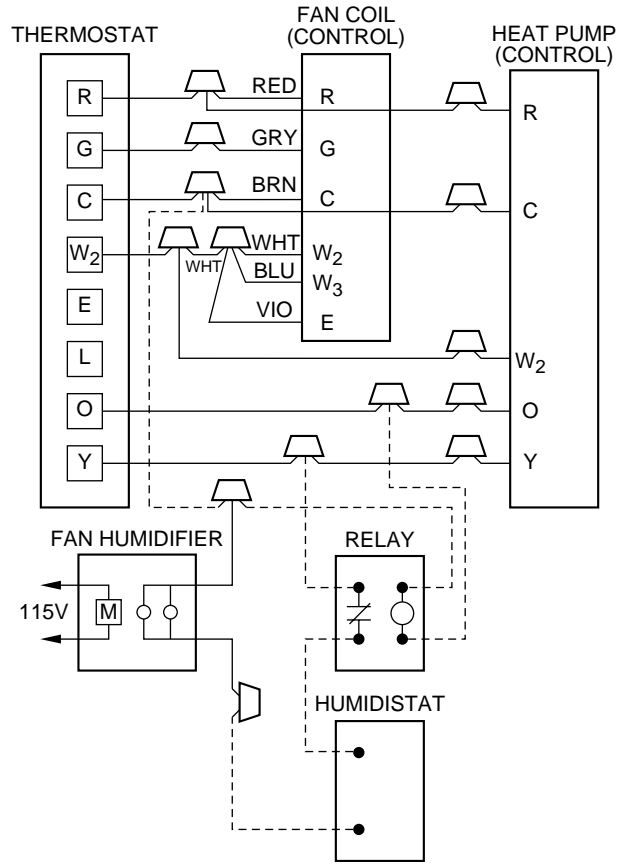 THERMOSTAT
FAN COIL
(CONTROL)
HEAT PUMP
(CONTROL)
R
RED
R
R
G
GRY
G
C
BRN
C
C
W2
WHT
WHT
W2
BLU
W3
E
VIO
E
L
W2
O
O
Y
Y
FAN HUMIDIFIER
RELAY
115V
M
HUMIDISTAT